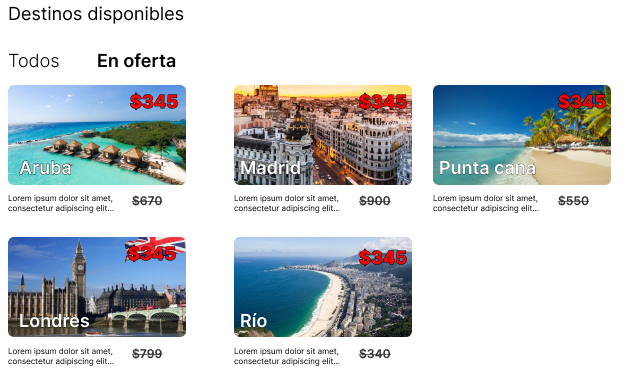 Destinos disponibles
Todos
En oferta
$345
Aruba
Lorem ipsum dolor sit amet,
consectetur adipiscing elit...
$670
$345
Madrid
Lorem ipsum dolor sit amet,
consectetur adipiscing elit...
$900
$345
Punta cana
Lorem ipsum dolor sit amet,
consectetur adipiscing elit...
$550
$345
Londres
Lorem ipsum dolor sit amet,
consectetur adipiscing elit...
$799
$345
Río
Lorem ipsum dolor sit amet,
consectetur adipiscing elit...
$340